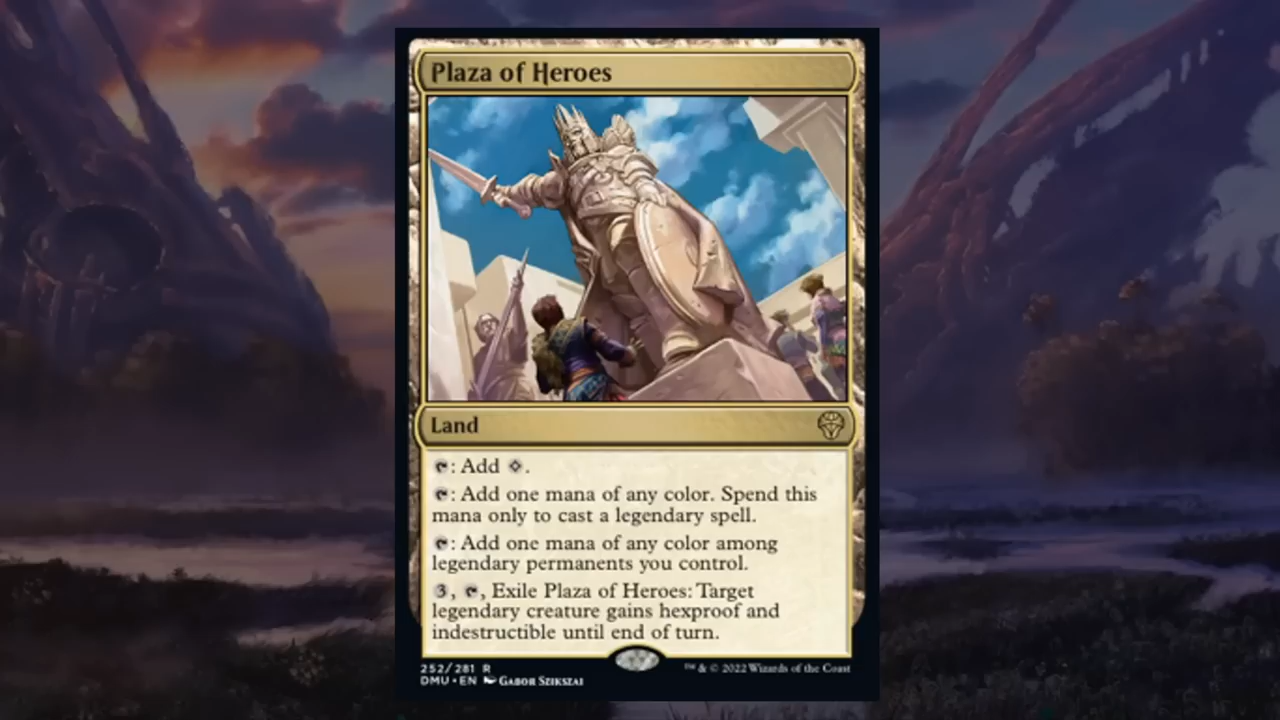 Plaza of Heroes
Land
: Add .
: Add one mana of any color. Spend this
mana only to cast a legendary spell.
: Add one mana of any color among
legendary permanents you control.
3, , Exile Plaza of Heroes: Target
legendary creature gains hexproof and
indestructible until end of turn.
252/281 R
™ & © 2022 Wizards of the Coast
DMU • EN Gabor Szikszai